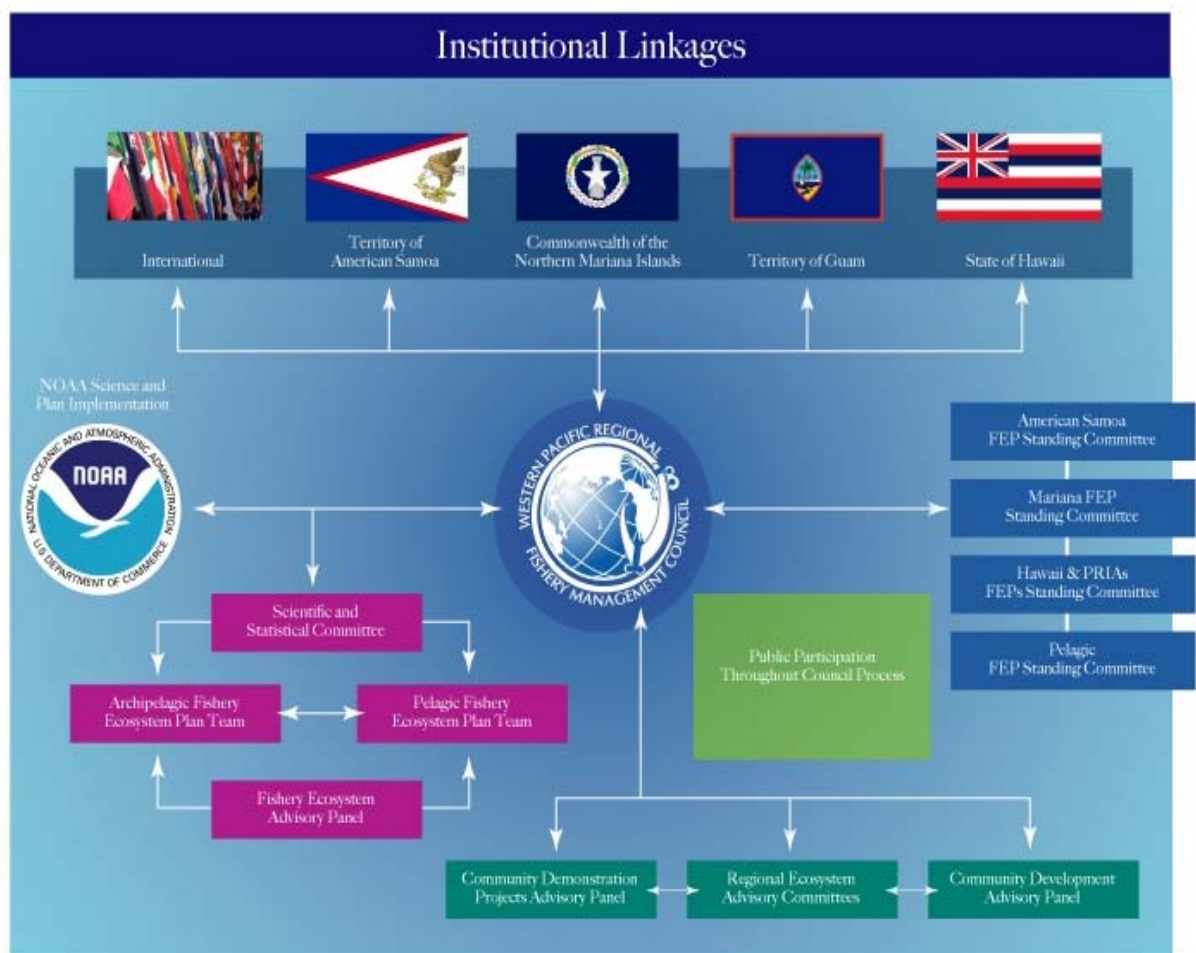 Institutional Linkages
International
Territory of
American Samoa
Commonwealth of the
Northern Mariana Islands
Territory of Guam
State of Hawaii
NOAA Science and
Plan Implementation
NATIONAL OCEANIC AND ATMOSPHERIC ADMINISTRATION
NOAA
U.S. DEPARTMENT OF COMMERCE
WESTERN PACIFIC REGIONAL
FISHERY MANAGEMENT COUNCIL
American Samoa
FEP Standing Committee
Mariana FEP
Standing Committee
Hawaii & PRIAs
FEPs Standing Committee
Pelagic
FEP Standing Committee
Scientific and
Statistical Committee
Public Participation
Throughout Council Process
Archipelagic Fishery
Ecosystem Plan Team
Pelagic Fishery
Ecosystem Plan Team
Fishery Ecosystem
Advisory Panel
Community Demonstration
Projects Advisory Panel
Regional Ecosystem
Advisory Committees
Community Development
Advisory Panel